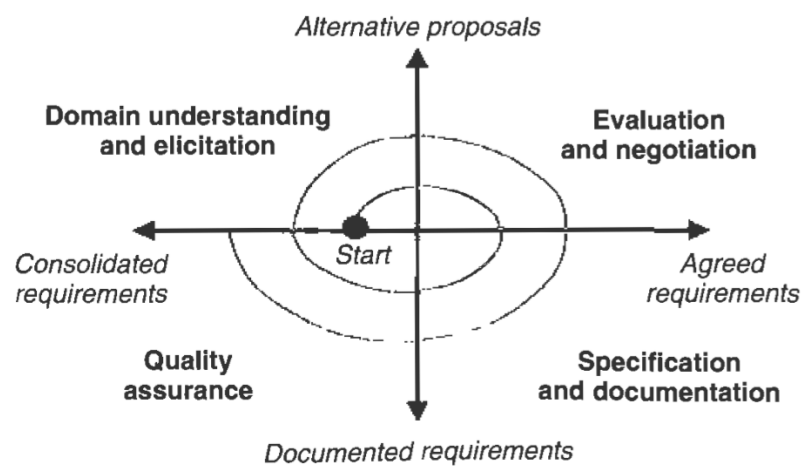 Alternative proposals
Domain understanding
and elicitation
Evaluation
and negotiation
Start
Consolidated
requirements
Agreed
requirements
Quality
assurance
Specification
and documentation
Documented requirements